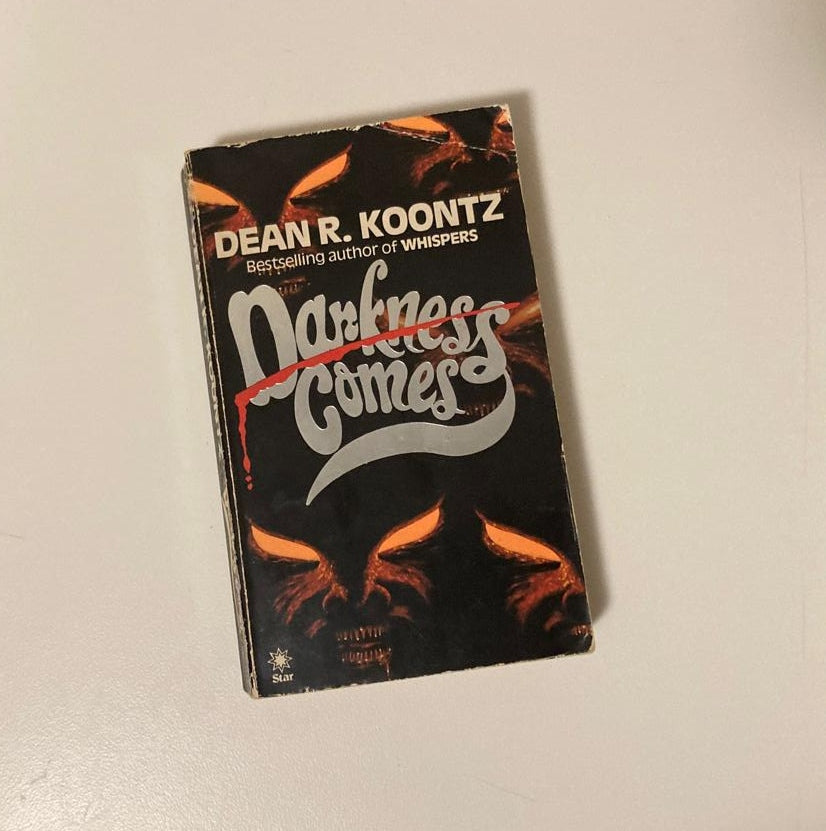 DEAN R. KOONTZ
Bestselling author of WHISPERS
Darkness
Comes
Star